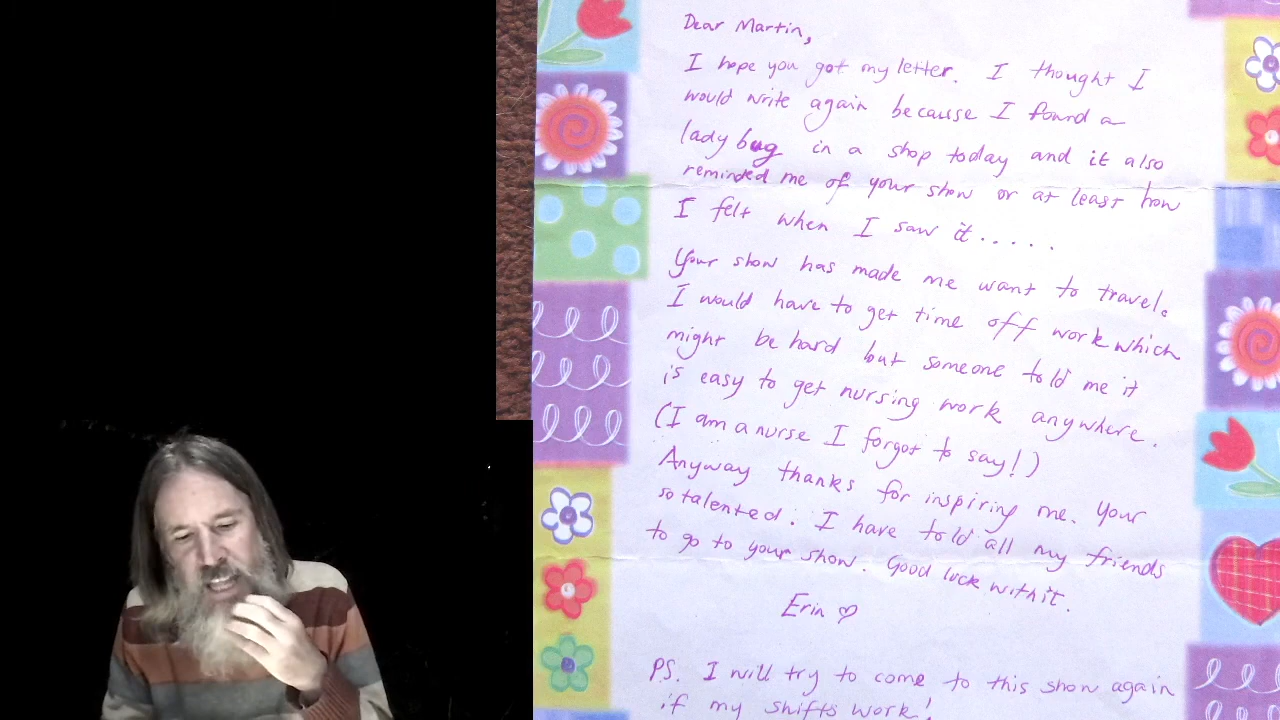 Dear Martin,
I hope you got my letter. I thought I
would write again because I found a
ladybug in a shop today and it also
reminded me of your show or at least how
I felt when I saw it.....
Your show has made me want to travel.
I would have to get time off work which
might be hard but someone told me it
is easy to get nursing work anywhere.
(I am a nurse I forgot to say!)
Anyway thanks for inspiring me. Your
so talented. I have told all my friends
to go to your show. Good luck with it.
Erin ♡
PS. I will try to come to this show again
if my shifts work!